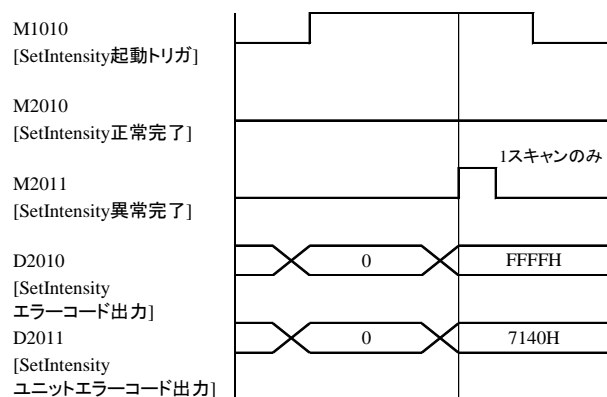 M1010
[SetIntensity起動トリガ]
M2010
[SetIntensity正常完了]
1スキャンのみ
M2011
[SetIntensity異常完了]
D2010
0
FFFFH
[SetIntensity
エラーコード出力]
D2011
0
7140H
[SetIntensity
ユニットエラーコード出力]